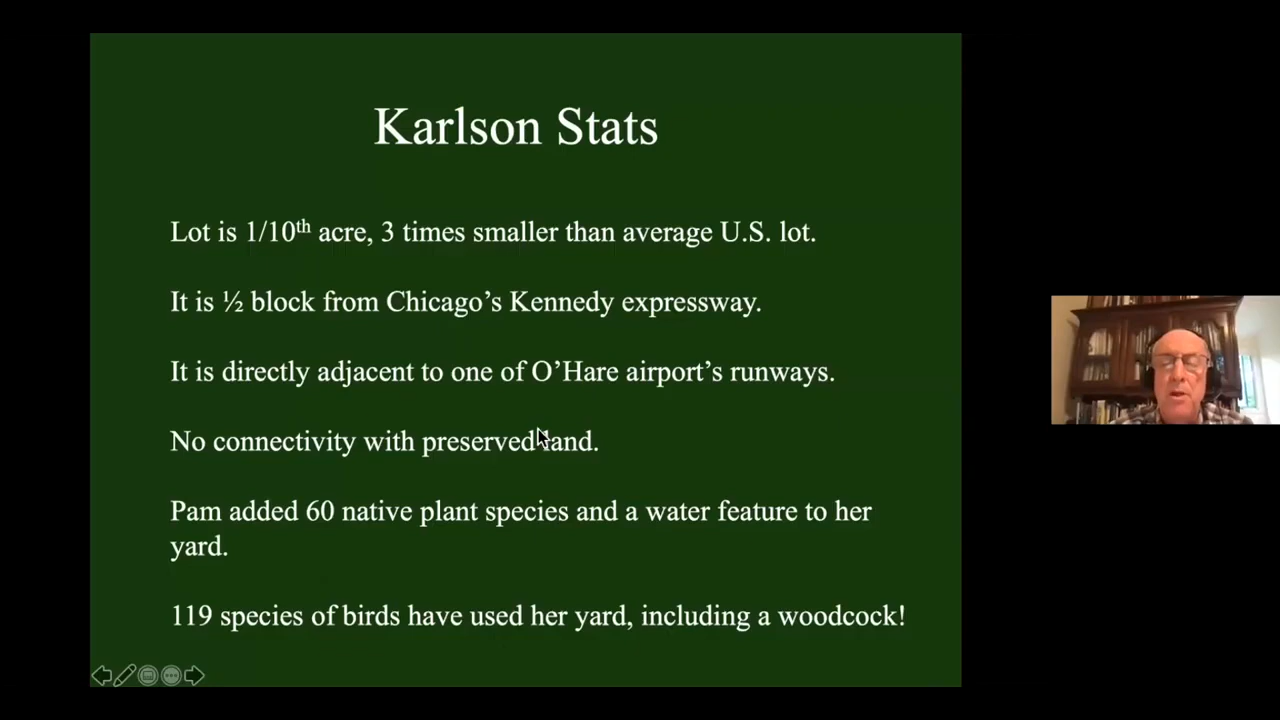 Karlson Stats
Lot is 1/10th acre, 3 times smaller than average U.S. lot.
It is ½ block from Chicago’s Kennedy expressway.
It is directly adjacent to one of O’Hare airport’s runways.
No connectivity with preserved land.
Pam added 60 native plant species and a water feature to her
yard.
119 species of birds have used her yard, including a woodcock!